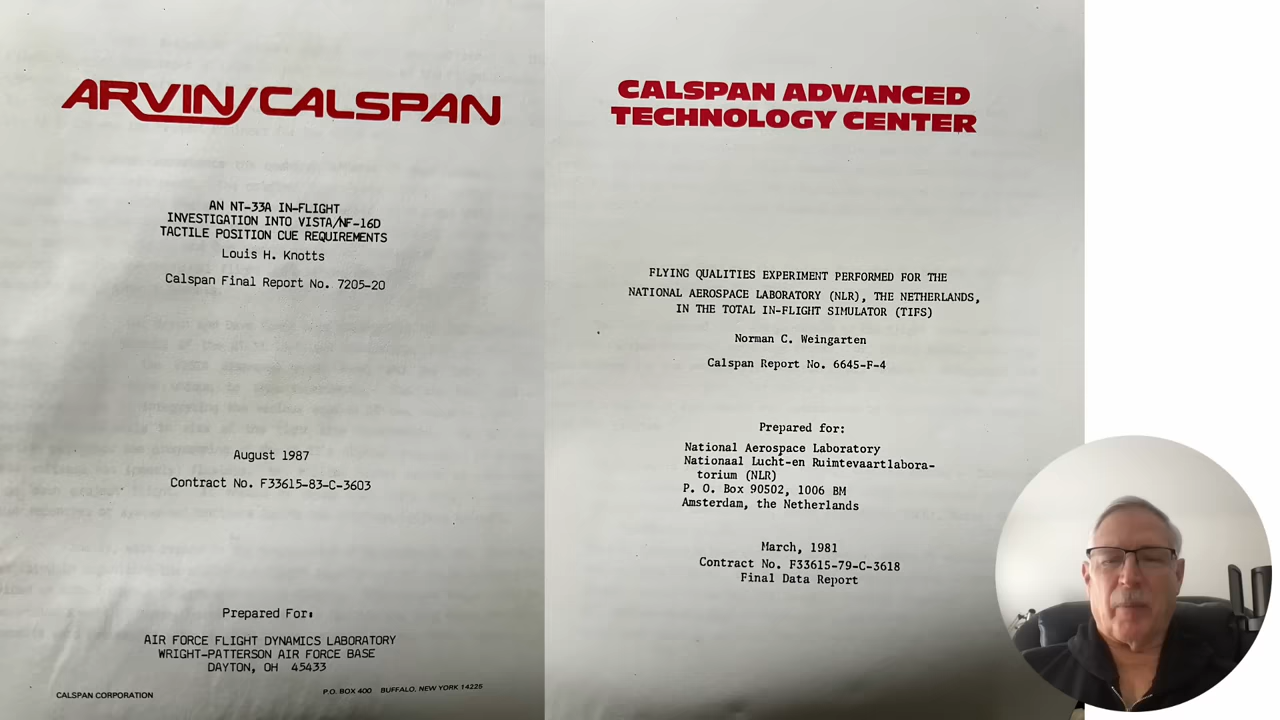 ARVIN/CALSPAN
AN NT-33A IN-FLIGHT
INVESTIGATION INTO VISTA/NF-16D
TACTILE POSITION CUE REQUIREMENTS
Louis H. Knotts
Calspan Final Report No. 7205-20
August 1987
Contract No. F33615-83-C-3603
Prepared For:
AIR FORCE FLIGHT DYNAMICS LABORATORY
WRIGHT-PATTERSON AIR FORCE BASE
DAYTON, OH 45433
CALSPAN CORPORATION
P.O. BOX 400 BUFFALO, NEW YORK 14225
CALSPAN ADVANCED
TECHNOLOGY CENTER
FLYING QUALITIES EXPERIMENT PERFORMED FOR THE
NATIONAL AEROSPACE LABORATORY (NLR), THE NETHERLANDS,
IN THE TOTAL IN-FLIGHT SIMULATOR (TIFS)
Norman C. Weingarten
Calspan Report No. 6645-F-4
Prepared for:
National Aerospace Laboratory
Nationaal Lucht-en Ruimtevaartlabora-
torium (NLR)
P. O. Box 90502, 1006 BM
Amsterdam, the Netherlands
March, 1981
Contract No. F33615-79-C-3618
Final Data Report